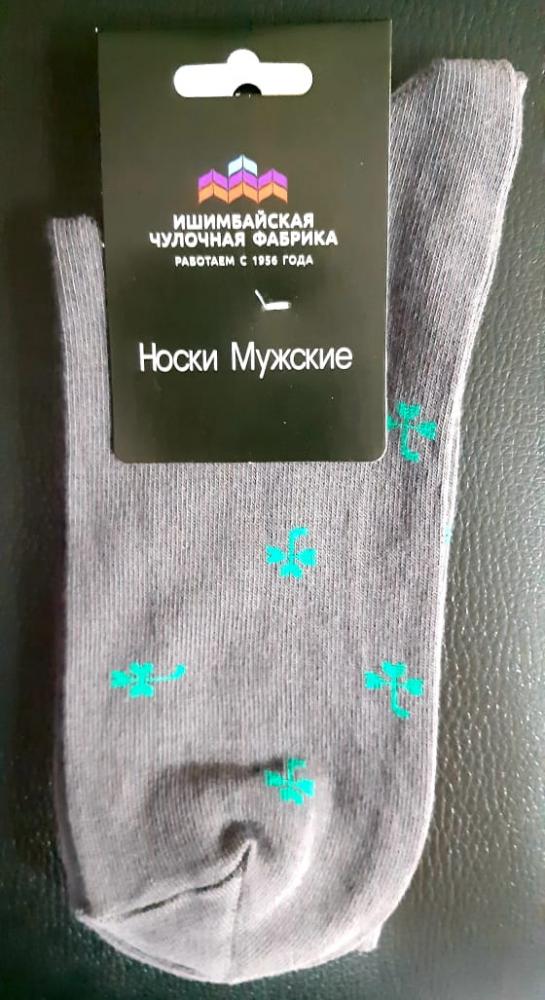 ИШИМБАЙСКАЯ
ЧУЛОЧНАЯ ФАБРИКА
РАБОТАЕМ С 1956 ГОДА
Носки Мужские